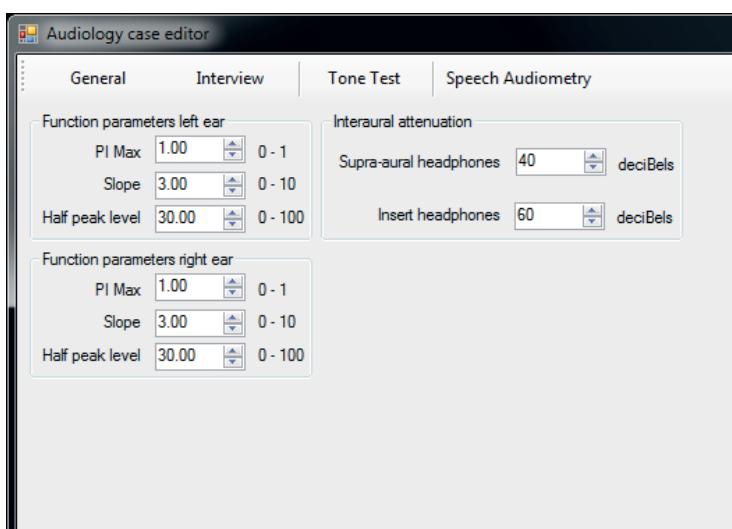 Audiology case editor
General Interview Tone Test Speech Audiometry
Function parameters left ear
PI Max 1.00 0 - 1
Slope 3.00 0 - 10
Half peak level 30.00 0 - 100
Interaural attenuation
Supra-aural headphones 40 deciBels
Insert headphones 60 deciBels
Function parameters right ear
PI Max 1.00 0 - 1
Slope 3.00 0 - 10
Half peak level 30.00 0 - 100